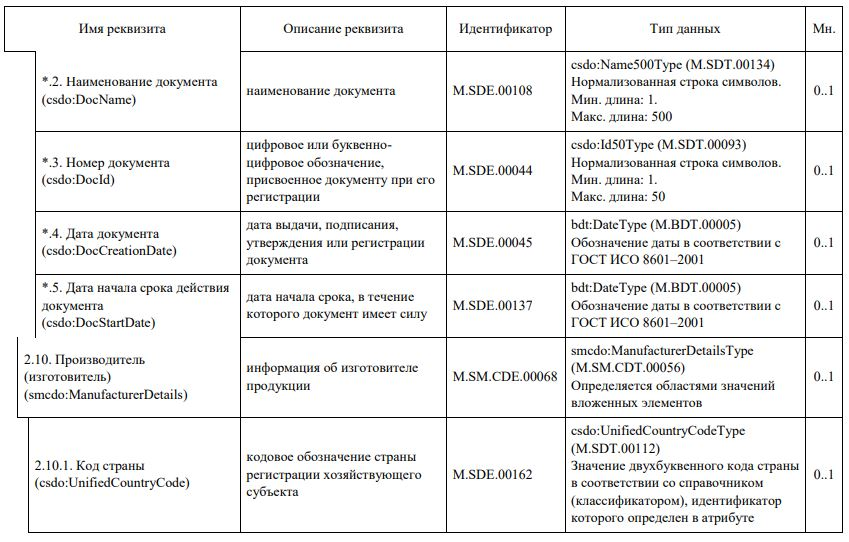 Имя реквизита
Описание реквизита
Идентификатор
Тип данных
Мн.
*.2. Наименование документа
(csdo:DocName)
наименование документа
M.SDE.00108
csdo:Name500Type (M.SDT.00134)
Нормализованная строка символов.
Мин. длина: 1.
Макс. длина: 500
0..1
*.3. Номер документа
(csdo:DocId)
цифровое или буквенно-
цифровое обозначение,
присвоенное документу при его
регистрации
M.SDE.00044
csdo:Id50Type (M.SDT.00093)
Нормализованная строка символов.
Мин. длина: 1.
Макс. длина: 50
0..1
*.4. Дата документа
(csdo:DocCreationDate)
дата выдачи, подписания,
утверждения или регистрации
документа
M.SDE.00045
bdt:DateType (M.BDT.00005)
Обозначение даты в соответствии с
ГОСТ ИСО 8601–2001
0..1
*.5. Дата начала срока действия
документа
(csdo:DocStartDate)
дата начала срока, в течение
которого документ имеет силу
M.SDE.00137
bdt:DateType (M.BDT.00005)
Обозначение даты в соответствии с
ГОСТ ИСО 8601–2001
0..1
2.10. Производитель
(изготовитель)
(smcdo:ManufacturerDetails)
информация об изготовителе
продукции
M.SM.CDE.00068
smcdo:ManufacturerDetailsType
(M.SM.CDT.00056)
Определяется областями значений
вложенных элементов
0..1
2.10.1. Код страны
(csdo:UnifiedCountryCode)
кодовое обозначение страны
регистрации хозяйствующего
субъекта
M.SDE.00162
csdo:UnifiedCountryCodeType
(M.SDT.00112)
Значение двухбуквенного кода страны
в соответствии со справочником
(классификатором), идентификатор
которого определен в атрибуте
0..1